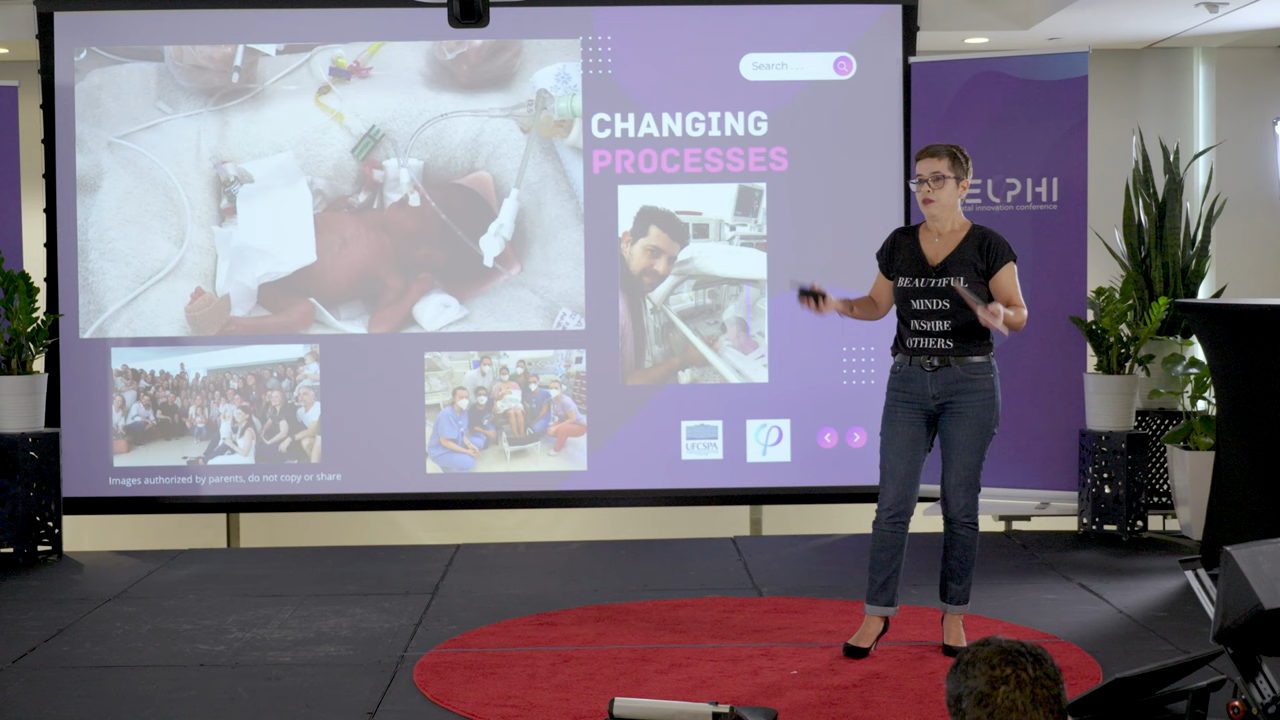 Search . . .
CHANGING
PROCESSES
UFCSPA
Images authorized by parents, do not copy or share
ELPHI
tal innovation conference
BEAUTIFUL
MINDS
INSPIRE
OTHERS